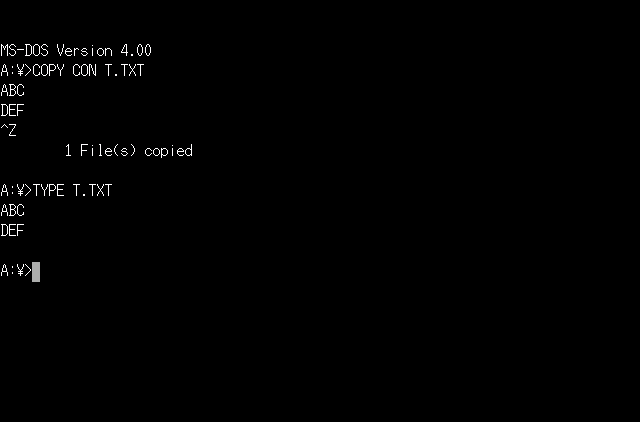 MS-DOS Version 4.00
A:¥>COPY CON T.TXT
ABC
DEF
^Z
1 File(s) copied
A:¥>TYPE T.TXT
ABC
DEF
A:¥>